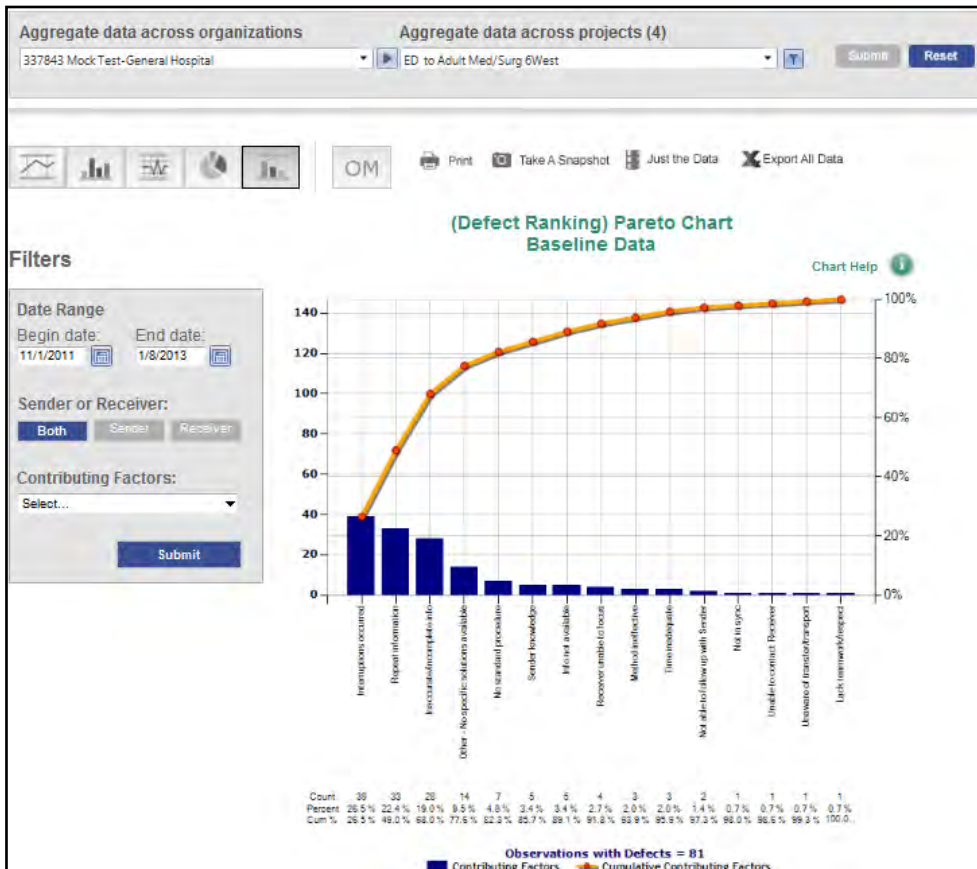 Aggregate data across organizations Aggregate data across projects (4)
337843 Mock Test-General Hospital ED to Adult Med/Surg 6West Submit Reset
OM Print Take A Snapshot Just the Data Export All Data
(Defect Ranking) Pareto Chart
Baseline Data
Filters
Chart Help
Date Range
Begin date: End date:
11/1/2011 1/8/2013
Sender or Receiver:
Both Sender Receiver
Contributing Factors:
Select...
Submit
140 100%
120 80%
100
80 60%
60 40%
40
20 20%
0 0%
Interruptions occurred
Repeat information
Inaccurate/incomplete info
Other - No specific solutions available
No standard procedure
Sender knowledge
Info not available
Receiver unable to focus
Method ineffective
Time inadequate
Not able to follow up with Sender
Not in sync
Unable to contact Receiver
Unaware of transfer/transport
Lack teamwork/respect
Count 39 33 28 14 7 5 5 4 3 3 2 1 1 1 1
Percent 26.5% 22.4% 19.0% 9.5% 4.8% 3.4% 3.4% 2.7% 2.0% 2.0% 1.4% 0.7% 0.7% 0.7% 0.7%
Cum % 26.5% 49.0% 68.0% 77.6% 82.3% 85.7% 89.1% 91.8% 93.9% 95.9% 97.3% 98.0% 98.6% 99.3% 100.0..
Observations with Defects = 81
Contributing Factors Cumulative Contributing Factors